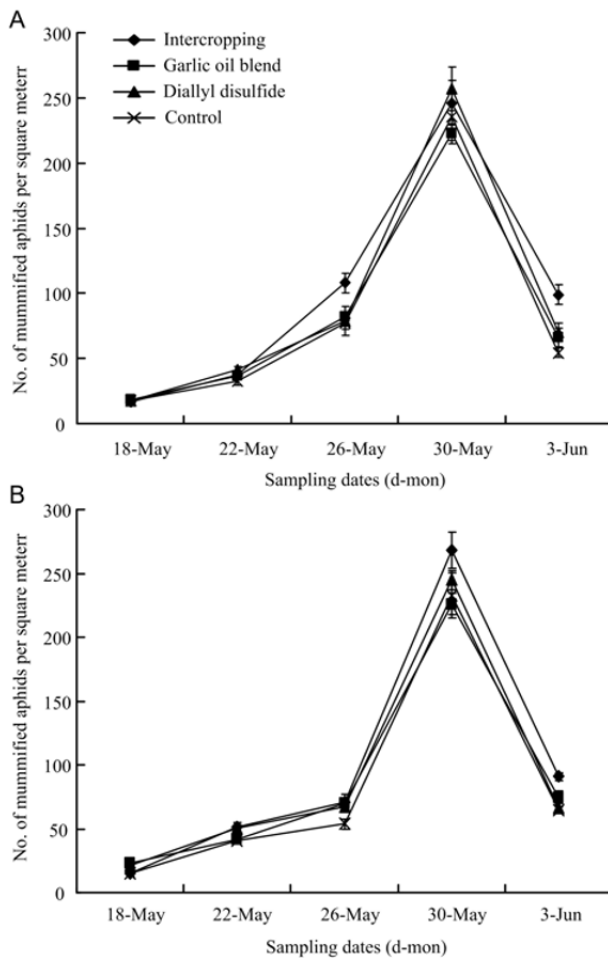 A
No. of mummified aphids per square meterr
300
250
200
150
100
50
0
Intercropping
Garlic oil blend
Diallyl disulfide
Control
18-May 22-May 26-May 30-May 3-Jun
Sampling dates (d-mon)
B
No. of mummified aphids per square meterr
300
250
200
150
100
50
0
18-May 22-May 26-May 30-May 3-Jun
Sampling dates (d-mon)